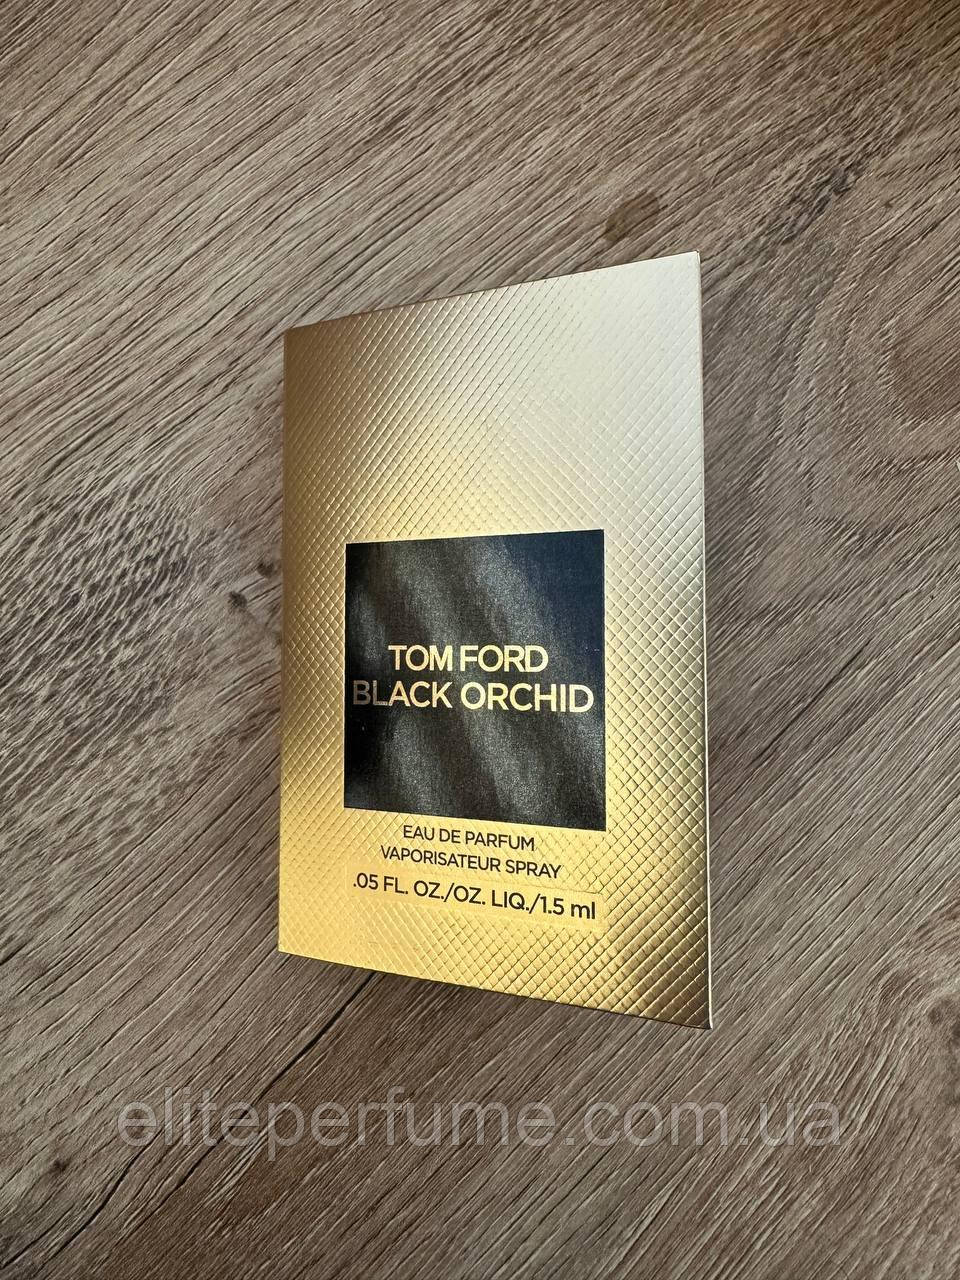 TOM FORD
BLACK ORCHID
EAU DE PARFUM
VAPORISATEUR SPRAY
.05 FL. OZ./OZ. LIQ./1.5 ml
eliteperfume.com.ua